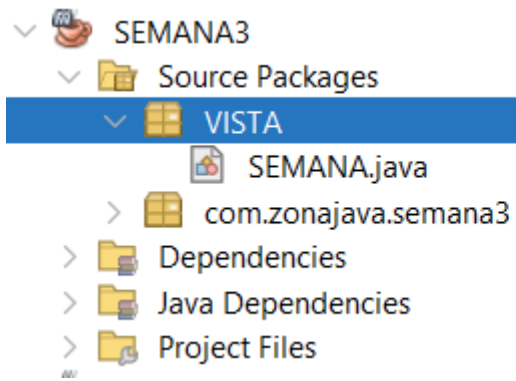 SEMANA3
Source Packages
VISTA
SEMANA.java
com.zonajava.semana3
Dependencies
Java Dependencies
Project Files